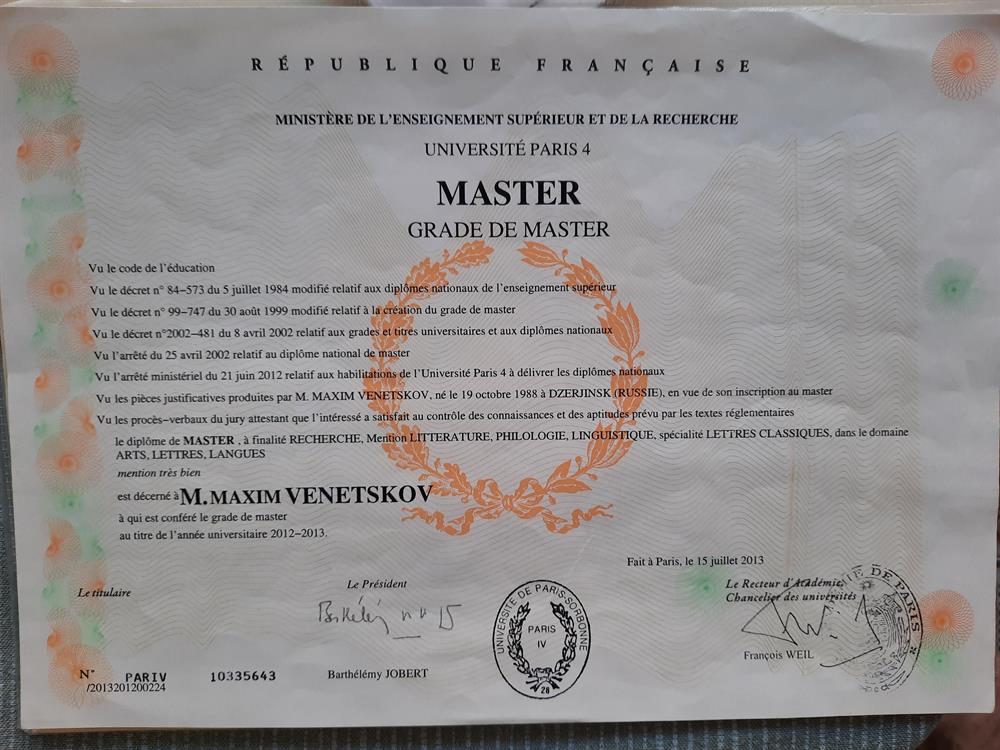 RÉPUBLIQUE FRANÇAISE
MINISTÈRE DE L'ENSEIGNEMENT SUPÉRIEUR ET DE LA RECHERCHE
UNIVERSITÉ PARIS 4
MASTER
GRADE DE MASTER
Vu le code de l'éducation
Vu le décret n° 84–573 du 5 juillet 1984 modifié relatif aux diplômes nationaux de l'enseignement supérieur
Vu le décret n° 99–747 du 30 août 1999 modifié relatif à la création du grade de master
Vu le décret n°2002–481 du 8 avril 2002 relatif aux grades et titres universitaires et aux diplômes nationaux
Vu l'arrêté du 25 avril 2002 relatif au diplôme national de master
Vu l'arrêté ministériel du 21 juin 2012 relatif aux habilitations de l'Université Paris 4 à délivrer les diplômes nationaux
Vu les pièces justificatives produites par M. MAXIM VENETSKOV, né le 19 octobre 1988 à DZERJINSK (RUSSIE), en vue de son inscription au master
Vu les procès–verbaux du jury attestant que l'intéressé a satisfait au contrôle des connaissances et des aptitudes prévu par les textes réglementaires
le diplôme de MASTER , à finalité RECHERCHE, Mention LITTERATURE, PHILOLOGIE, LINGUISTIQUE, spécialité LETTRES CLASSIQUES, dans le domaine
ARTS, LETTRES, LANGUES
mention très bien
est décerné à M. MAXIM VENETSKOV
à qui est conféré le grade de master
au titre de l'année universitaire 2012–2013.
Fait à Paris, le 15 juillet 2013
Le titulaire
Le Président
Le Recteur d'Académie,
Chancelier des universités
UNIVERSITÉ DE PARIS-SORBONNE
PARIS
IV
28
DE PARIS
François WEIL
Barthélémy JOBERT
N° PARIV 10335643
/2013201200224